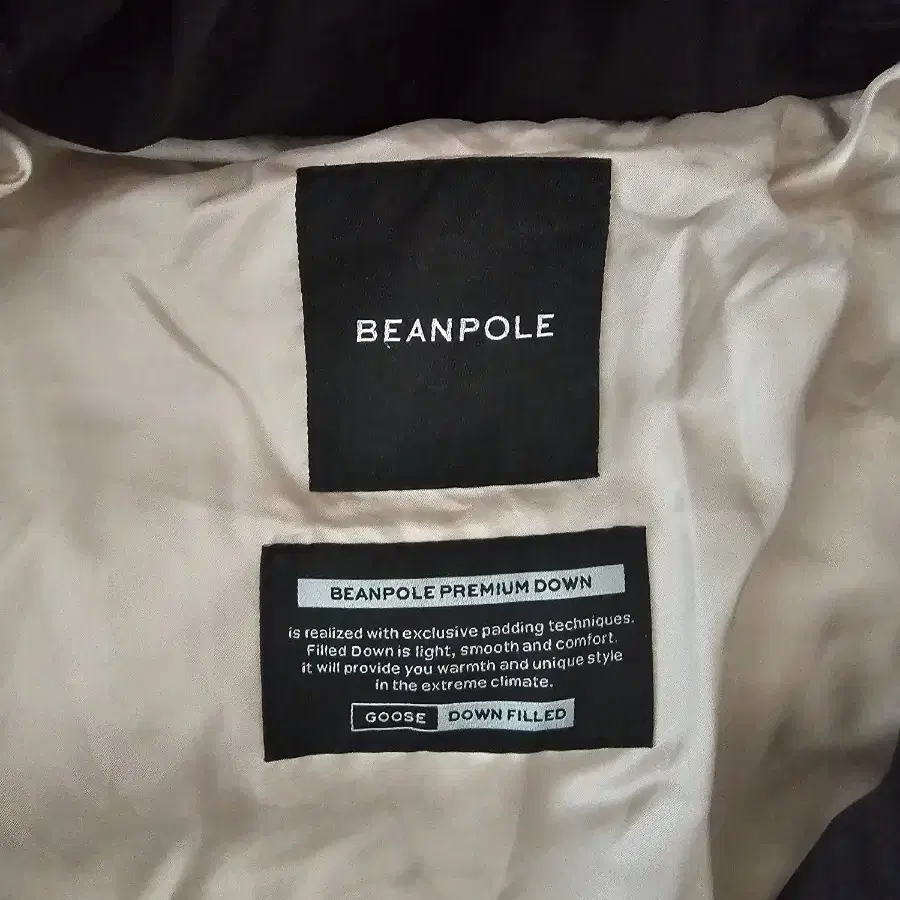 BEANPOLE
BEANPOLE PREMIUM DOWN
is realized with exclusive padding techniques.
Filled Down is light, smooth and comfort.
it will provide you warmth and unique style
in the extreme climate.
GOOSE DOWN FILLED